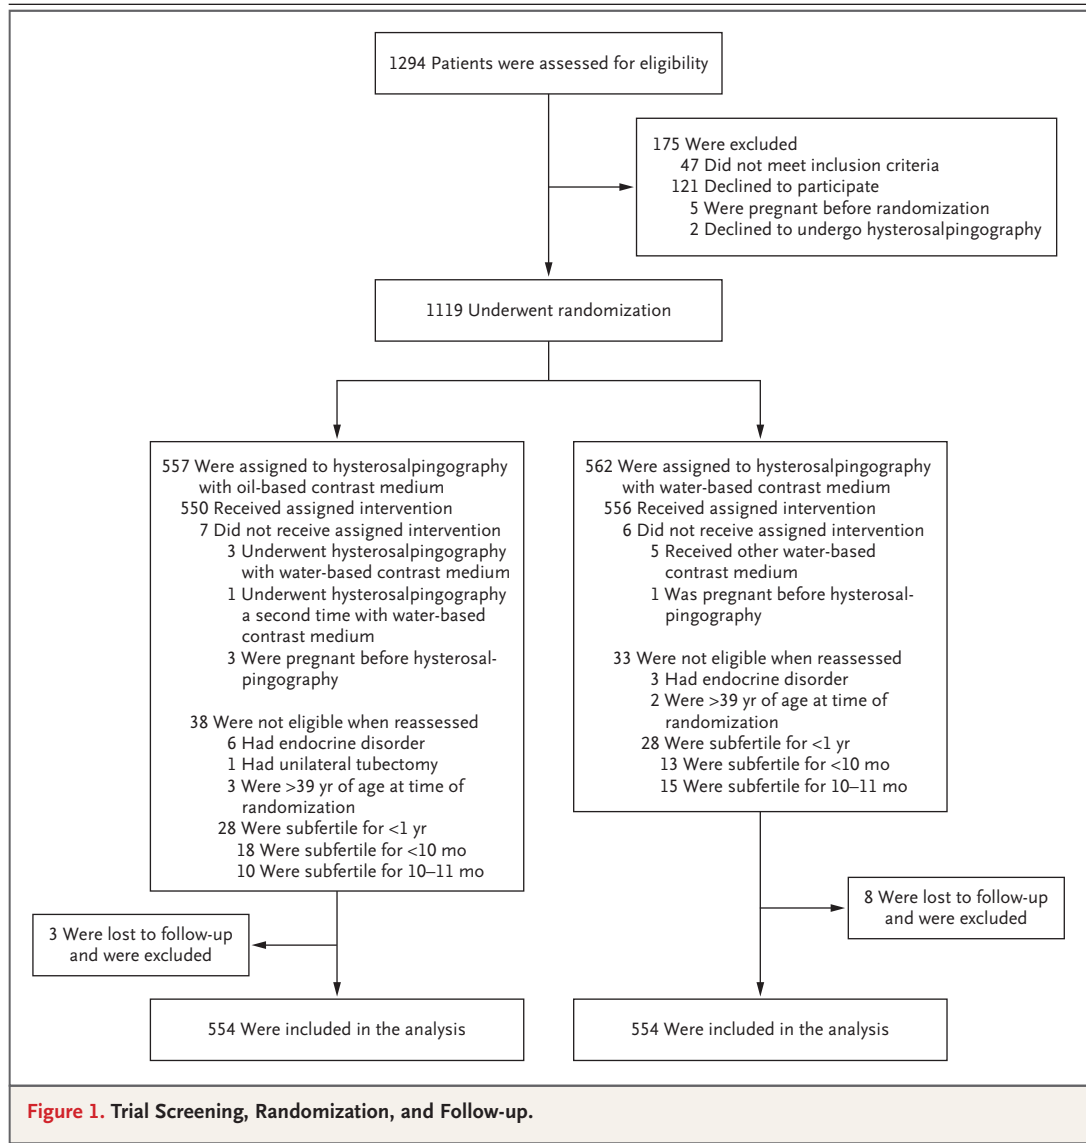 1294 Patients were assessed for eligibility
175 Were excluded
47 Did not meet inclusion criteria
121 Declined to participate
5 Were pregnant before randomization
2 Declined to undergo hysterosalpingography
1119 Underwent randomization
557 Were assigned to hysterosalpingography
with oil-based contrast medium
550 Received assigned intervention
7 Did not receive assigned intervention
3 Underwent hysterosalpingography
with water-based contrast medium
1 Underwent hysterosalpingography
a second time with water-based
contrast medium
3 Were pregnant before hysterosal-
pingography
38 Were not eligible when reassessed
6 Had endocrine disorder
1 Had unilateral tubectomy
3 Were >39 yr of age at time of
randomization
28 Were subfertile for <1 yr
18 Were subfertile for <10 mo
10 Were subfertile for 10–11 mo
562 Were assigned to hysterosalpingography
with water-based contrast medium
556 Received assigned intervention
6 Did not receive assigned intervention
5 Received other water-based
contrast medium
1 Was pregnant before hysterosal-
pingography
33 Were not eligible when reassessed
3 Had endocrine disorder
2 Were >39 yr of age at time of
randomization
28 Were subfertile for <1 yr
13 Were subfertile for <10 mo
15 Were subfertile for 10–11 mo
3 Were lost to follow-up
and were excluded
8 Were lost to follow-up
and were excluded
554 Were included in the analysis
554 Were included in the analysis
Figure 1. Trial Screening, Randomization, and Follow-up.